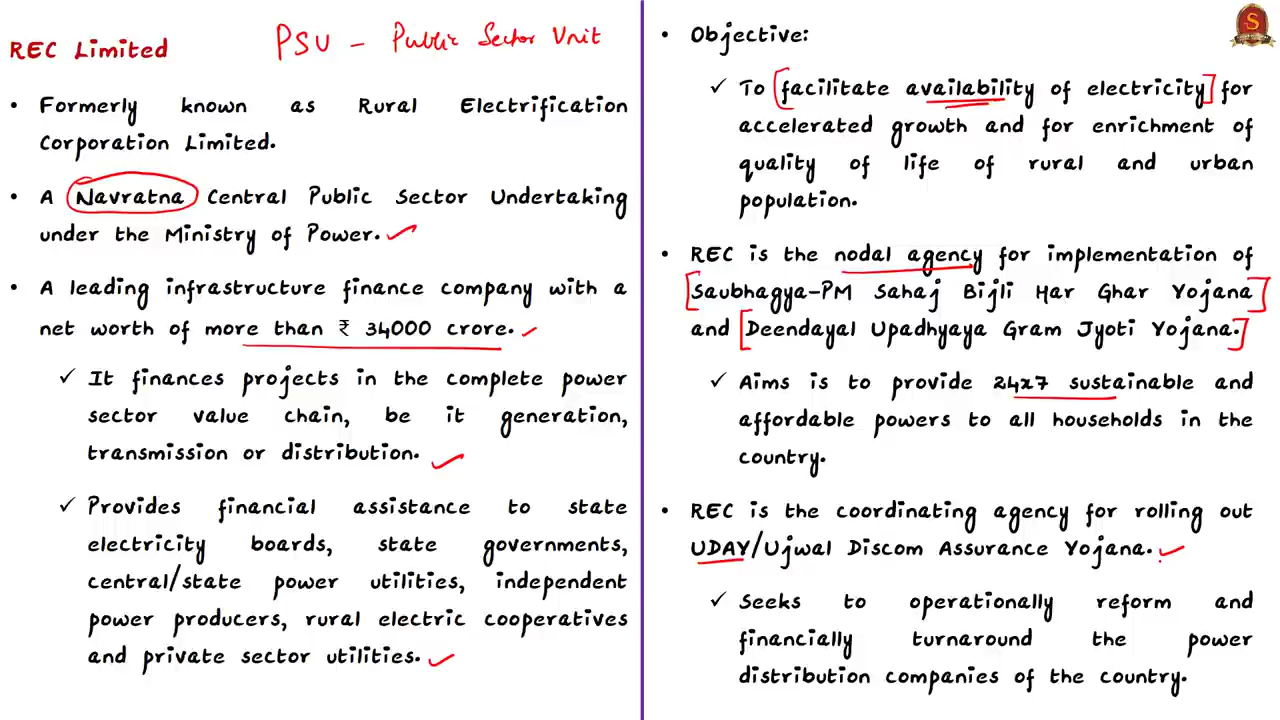 REC Limited
PSU - Public Sector Unit
• Formerly known as Rural Electrification
Corporation Limited.
• A Navratna Central Public Sector Undertaking
under the Ministry of Power.
• A leading infrastructure finance company with a
net worth of more than ₹ 34000 crore.
✓ It finances projects in the complete power
sector value chain, be it generation,
transmission or distribution.
✓ Provides financial assistance to state
electricity boards, state governments,
central/state power utilities, independent
power producers, rural electric cooperatives
and private sector utilities.
• Objective:
✓ To [facilitate availability of electricity] for
accelerated growth and for enrichment of
quality of life of rural and urban
population.
• REC is the nodal agency for implementation of
[Saubhagya-PM Sahaj Bijli Har Ghar Yojana]
and [Deendayal Upadhyaya Gram Jyoti Yojana.]
✓ Aims is to provide 24x7 sustainable and
affordable powers to all households in the
country.
• REC is the coordinating agency for rolling out
UDAY/Ujwal Discom Assurance Yojana.
✓ Seeks to operationally reform and
financially turnaround the power
distribution companies of the country.
S